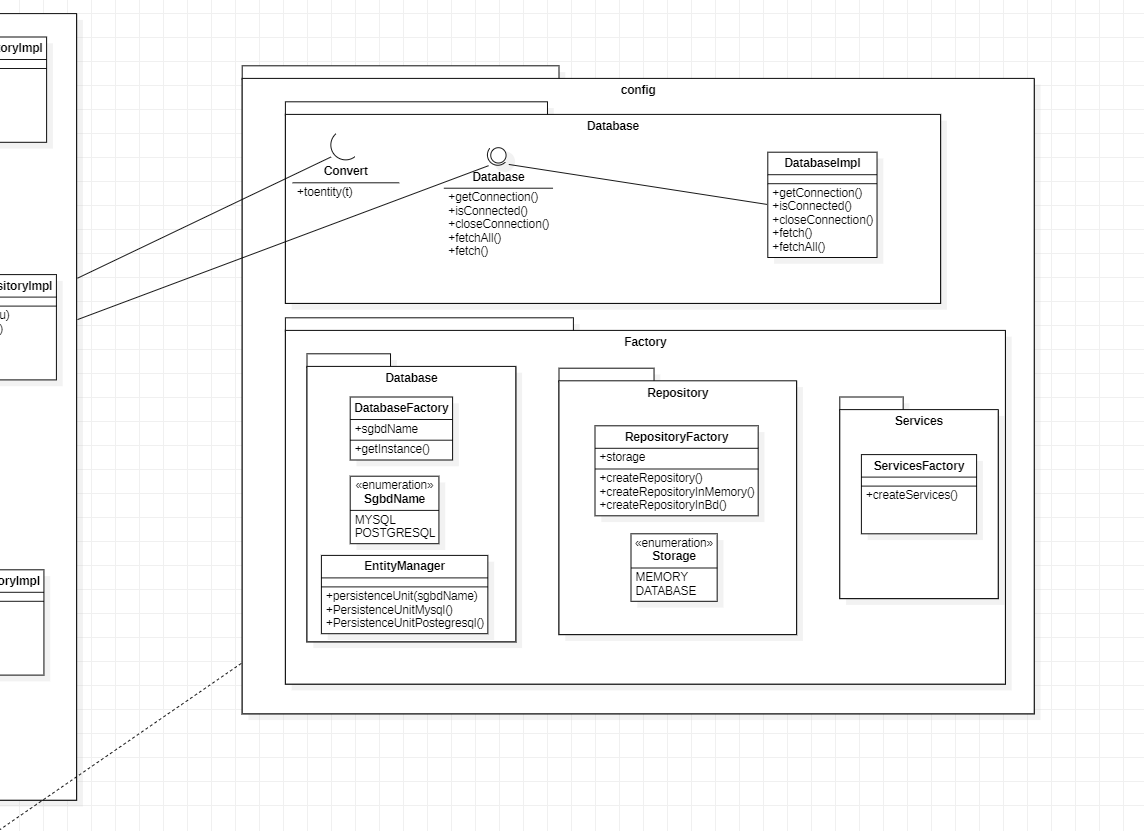 oryImpl
sitoryImpl
u)
)
oryImpl
config
Database
Convert
+toentity(t)
Database
+getConnection()
+isConnected()
+closeConnection()
+fetchAll()
+fetch()
DatabaseImpl
+getConnection()
+isConnected()
+closeConnection()
+fetch()
+fetchAll()
Factory
Database
DatabaseFactory
+sgbdName
+getInstance()
«enumeration»
SgbdName
MYSQL
POSTGRESQL
EntityManager
+persistenceUnit(sgbdName)
+PersistenceUnitMysql()
+PersistenceUnitPostegresql()
Repository
RepositoryFactory
+storage
+createRepository()
+createRepositoryInMemory()
+createRepositoryInBd()
«enumeration»
Storage
MEMORY
DATABASE
Services
ServicesFactory
+createServices()